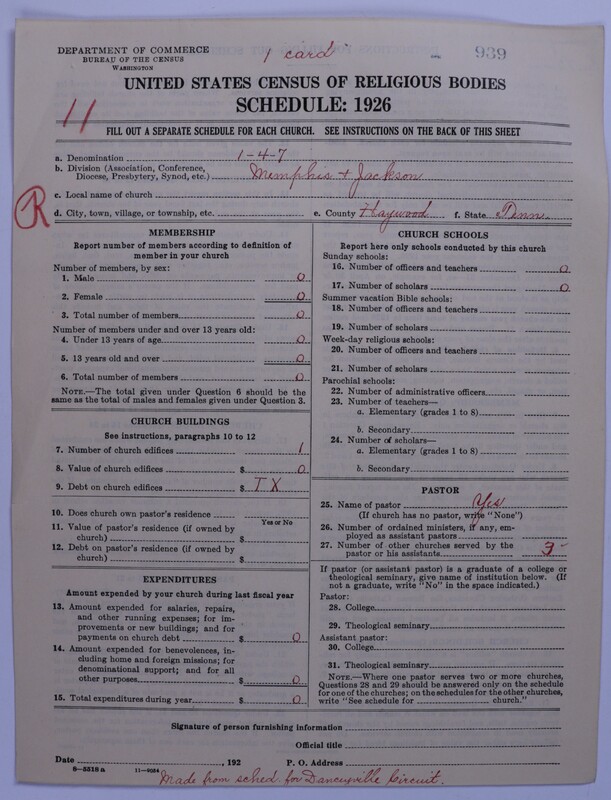 DEPARTMENT OF COMMERCE
BUREAU OF THE CENSUS
WASHINGTON
1 card
939
UNITED STATES CENSUS OF RELIGIOUS BODIES
SCHEDULE: 1926
11
FILL OUT A SEPARATE SCHEDULE FOR EACH CHURCH. SEE INSTRUCTIONS ON THE BACK OF THIS SHEET
a. Denomination 1-4-7
b. Division (Association, Conference,
Diocese, Presbytery, Synod, etc.) Memphis + Jackson
c. Local name of church
R
d. City, town, village, or township, etc. e. County Haywood f. State Tenn.
MEMBERSHIP
Report number of members according to definition of
member in your church
Number of members, by sex:
1. Male 0
2. Female 0
3. Total number of members 0
Number of members under and over 13 years old:
4. Under 13 years of age 0
5. 13 years old and over 0
6. Total number of members 0
NOTE.—The total given under Question 6 should be
same as the total of males and females given under Question 3.
CHURCH BUILDINGS
See instructions, paragraphs 10 to 12
7. Number of church edifices 1
8. Value of church edifices $ 0
9. Debt on church edifices $ TX
10. Does church own pastor's residence
Yes or No
11. Value of pastor's residence (if owned by
church) $
12. Debt on pastor's residence (if owned by
church) $
EXPENDITURES
Amount expended by your church during last fiscal year
13. Amount expended for salaries, repairs,
and other running expenses; for im-
provements or new buildings; and for
payments on church debt $ 0
14. Amount expended for benevolences, in-
cluding home and foreign missions; for
denominational support; and for all
other purposes $ 0
15. Total expenditures during year $ 0
CHURCH SCHOOLS
Report here only schools conducted by this church
Sunday schools:
16. Number of officers and teachers 0
17. Number of scholars 0
Summer vacation Bible schools:
18. Number of officers and teachers
19. Number of scholars
Week-day religious schools:
20. Number of officers and teachers
21. Number of scholars
Parochial schools:
22. Number of administrative officers
23. Number of teachers—
a. Elementary (grades 1 to 8)
b. Secondary
24. Number of scholars—
a. Elementary (grades 1 to 8)
b. Secondary
PASTOR
25. Name of pastor Yes
(If church has no pastor, write "None")
26. Number of ordained ministers, if any, em-
ployed as assistant pastors
27. Number of other churches served by the
pastor or his assistants 3
If pastor (or assistant pastor) is a graduate of a college or
theological seminary, give name of institution below. (If
not a graduate, write "No" in the space indicated.)
Pastor:
28. College
29. Theological seminary
Assistant pastor:
30. College
31. Theological seminary
NOTE.—Where one pastor serves two or more churches,
Questions 28 and 29 should be answered only on the schedule
for one of the churches; on the schedules for the other churches,
write "See schedule for church."
Signature of person furnishing information
Official title
Date , 192 P. O. Address
8—5518 a 11—9084
Made from sched. for Dancyville Circuit.